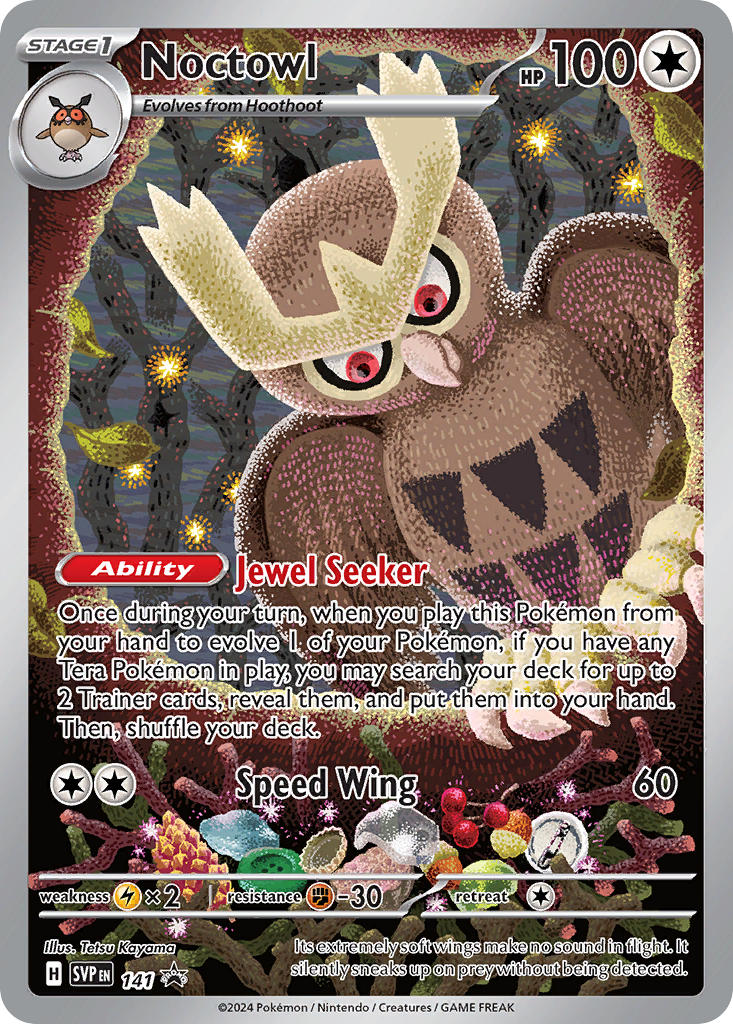 STAGE1
Noctowl
HP 100
Evolves from Hoothoot
Ability Jewel Seeker
Once during your turn, when you play this Pokémon from
your hand to evolve 1 of your Pokémon, if you have any
Tera Pokémon in play, you may search your deck for up to
2 Trainer cards, reveal them, and put them into your hand.
Then, shuffle your deck.
Speed Wing 60
weakness ×2 resistance -30 retreat
Illus. Tetsu Kayama
Its extremely soft wings make no sound in flight. It
silently sneaks up on prey without being detected.
H SVP EN 141
©2024 Pokémon / Nintendo / Creatures / GAME FREAK